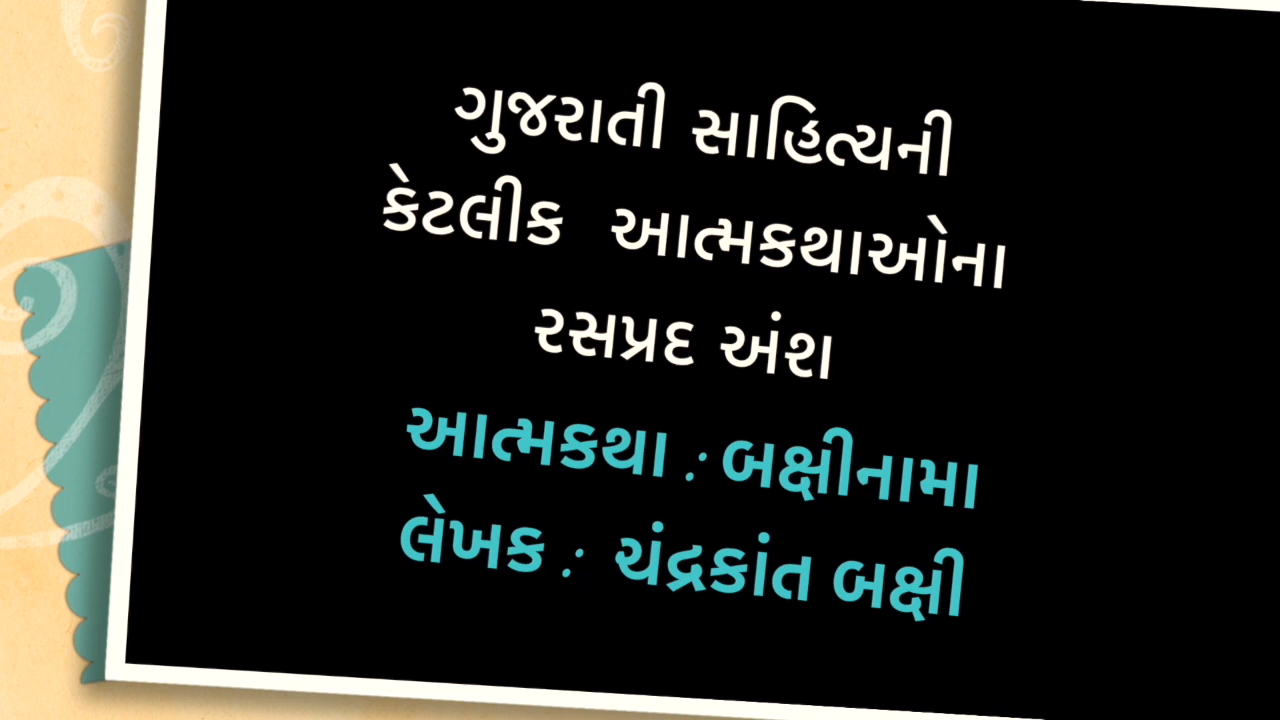 ગુજરાતી સાહિત્યની
કેટલીક આત્મકથાઓના
રસપ્રદ અંશ
આત્મકથા : બક્ષીનામા
લેખક : ચંદ્રકાંત બક્ષી